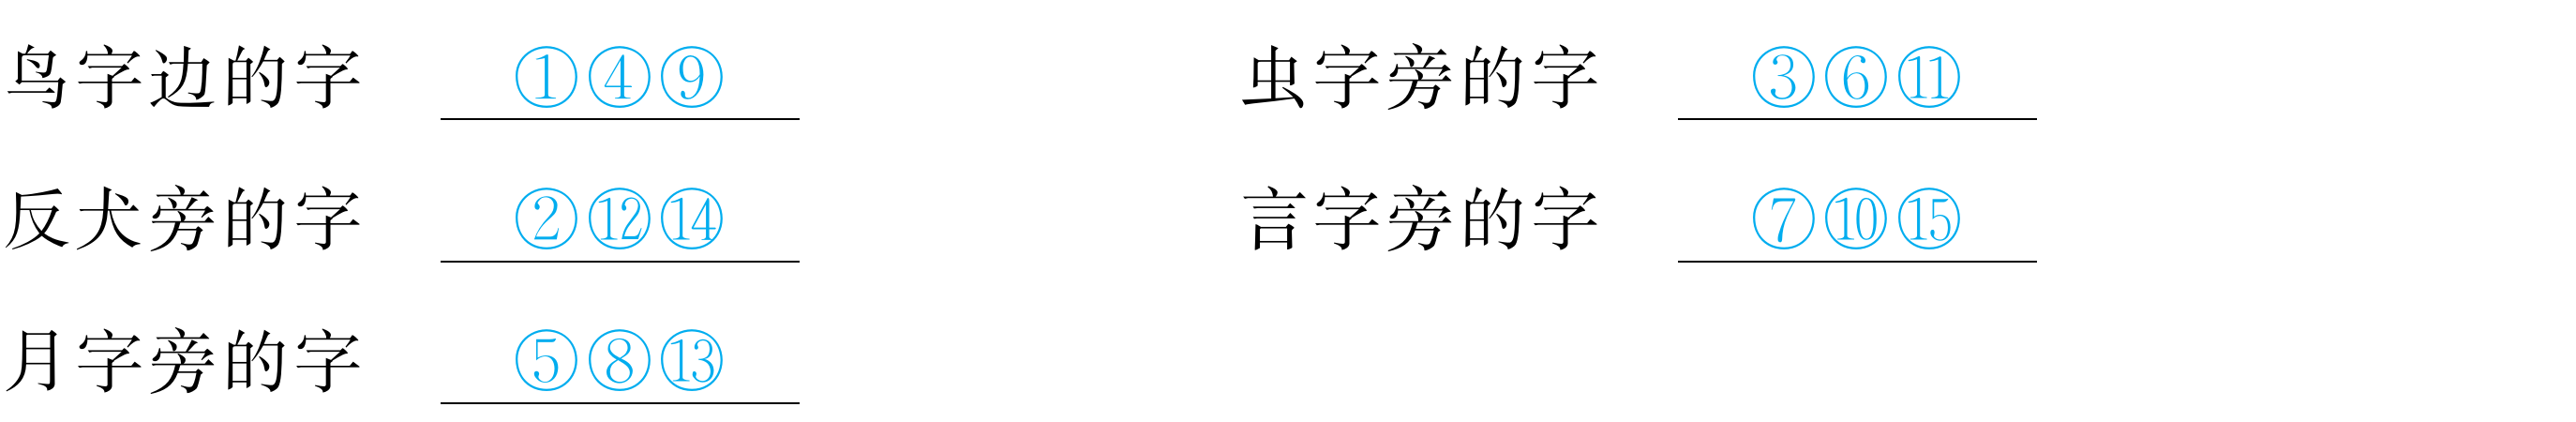 鸟字边的字 ①④⑨ 虫字旁的字 ③⑥⑪
反犬旁的字 ②⑫⑭ 言字旁的字 ⑦⑩⑮
月字旁的字 ⑤⑧⑬